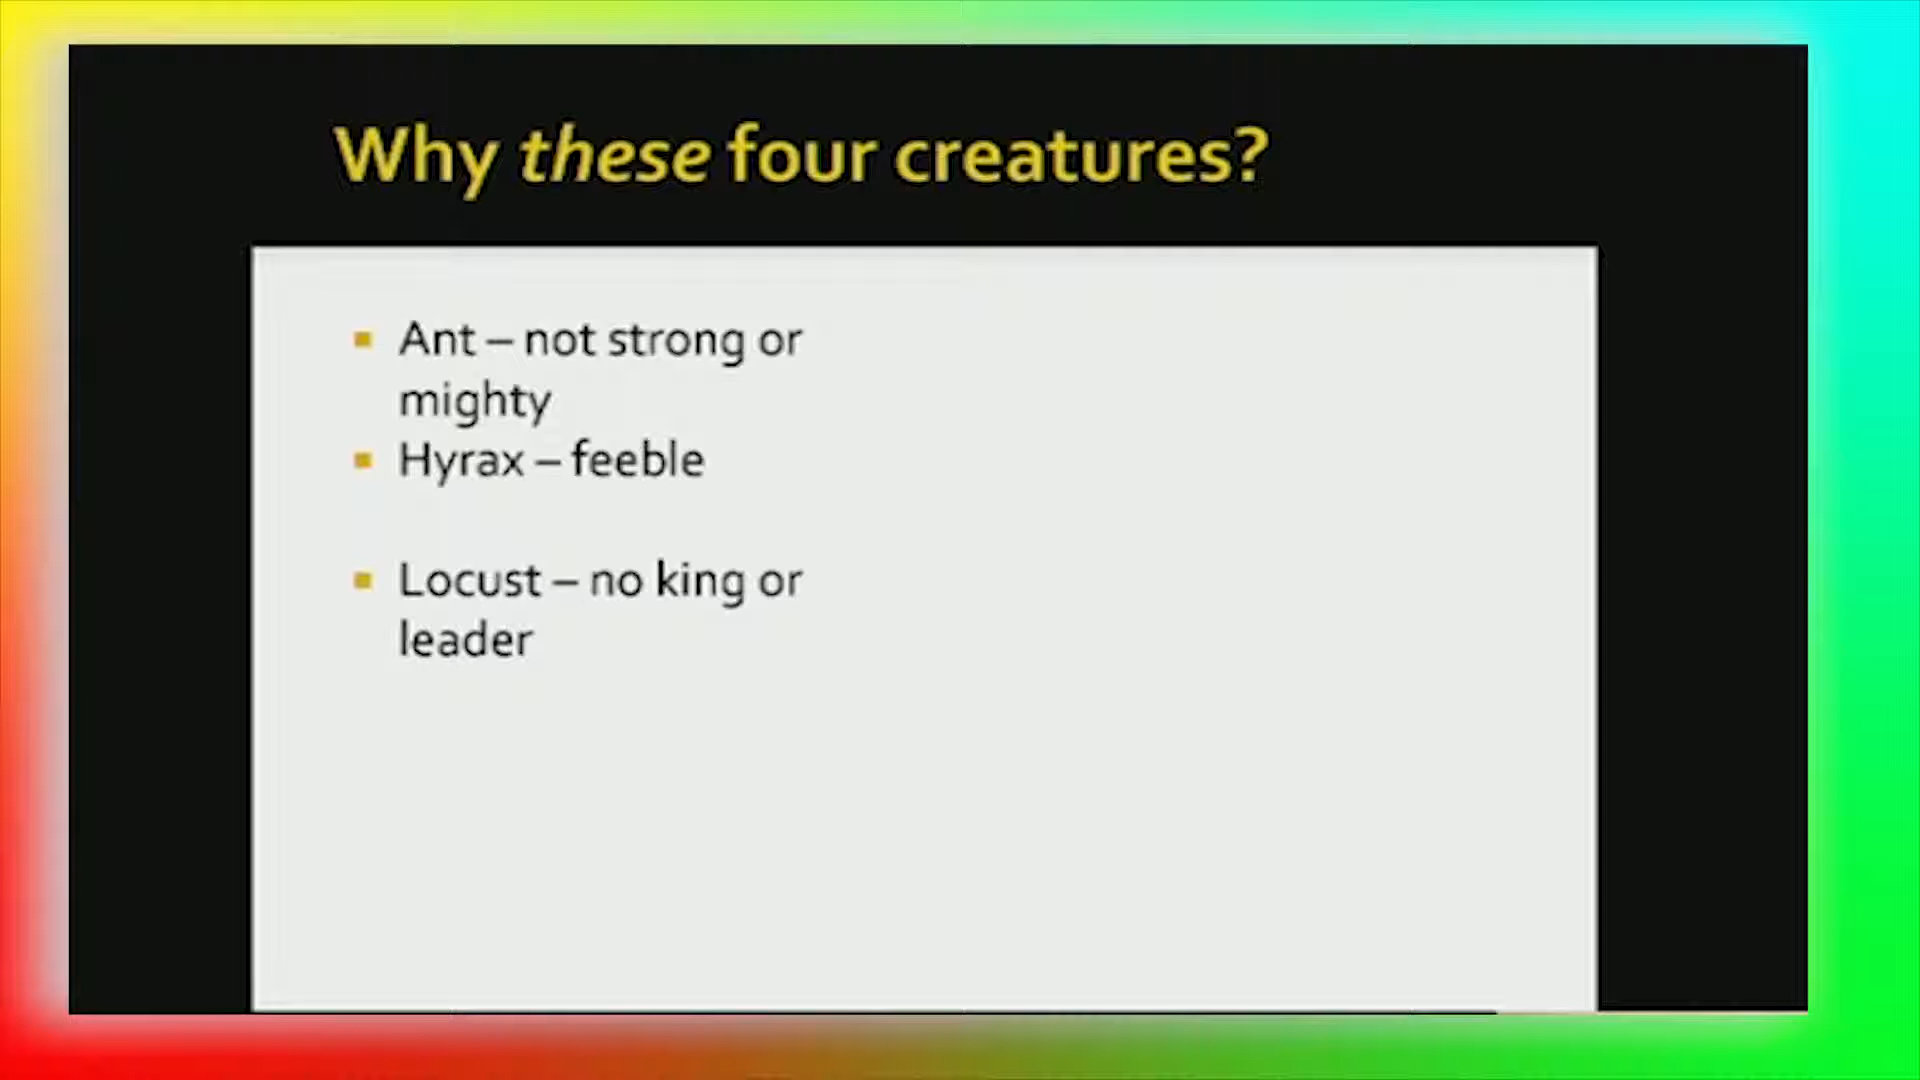 Why these four creatures?
Ant – not strong or
mighty
Hyrax – feeble
Locust – no king or
leader